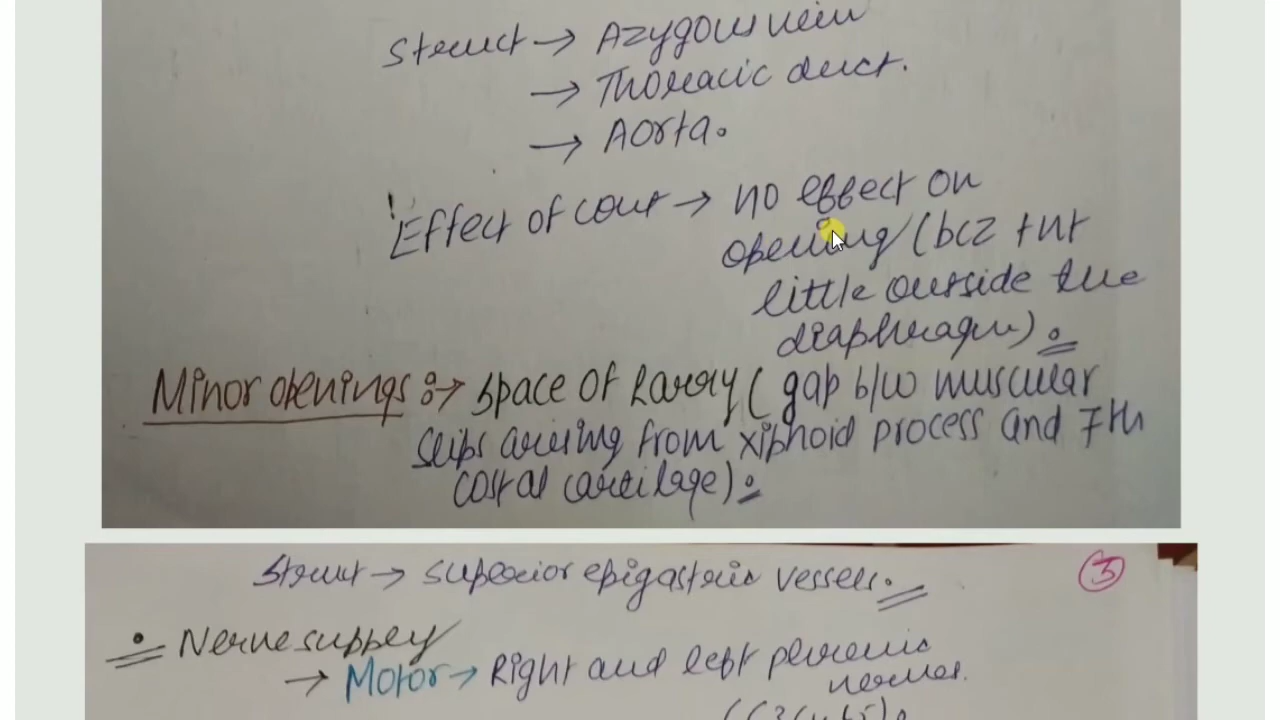 Struct → Azygous vein
→ Thoracic duct.
→ Aorta.
Effect of cont → no effect on
opening (bcz + nt
little outside the
diaphragm).
Minor openings :→ space of Larry ( gap b/w muscular
slips arising from xiphoid process and 7th
costal cartilage).
Struct → superior epigastric vessels.
3
Nerve supply
→ Motor → Right and left phrenic
nerves.